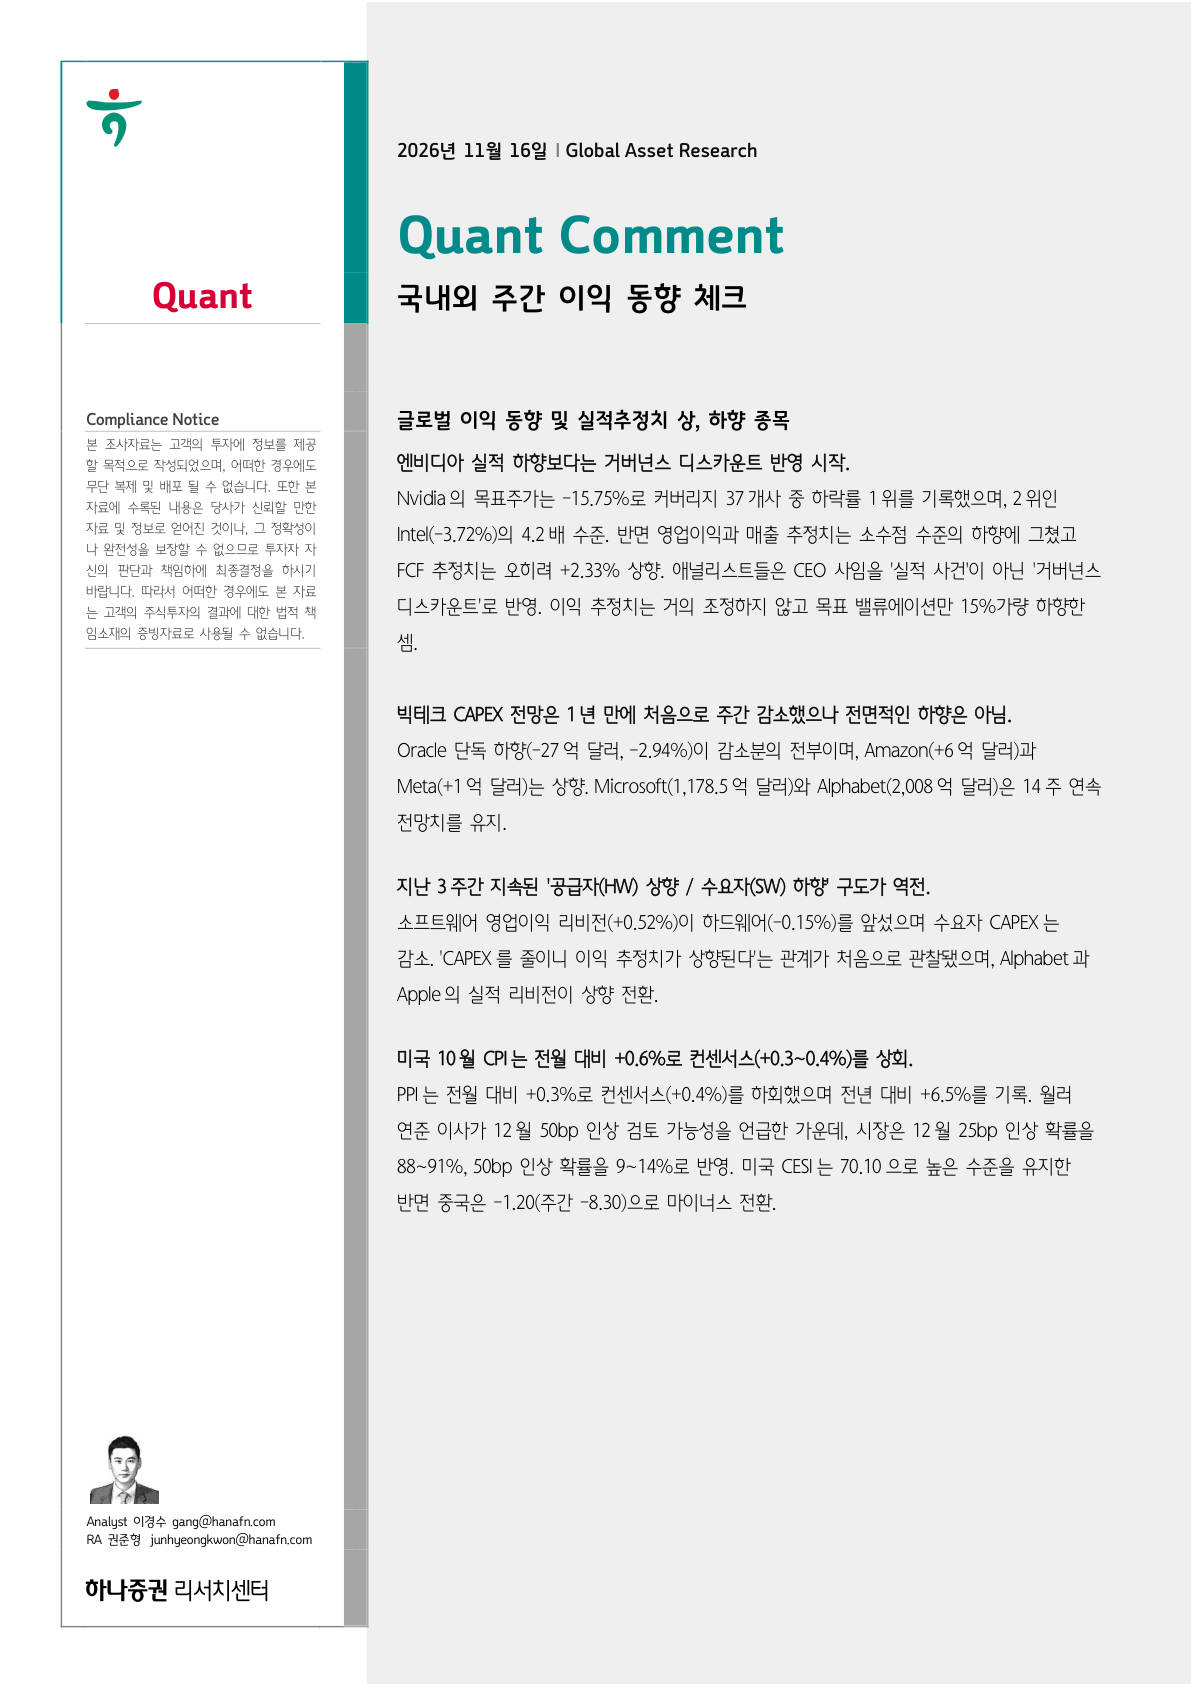 2026년 11월 16일 | Global Asset Research
Quant Comment
국내외 주간 이익 동향 체크
Quant
Compliance Notice
본 조사자료는 고객의 투자에 정보를 제공
할 목적으로 작성되었으며, 어떠한 경우에도
무단 복제 및 배포 될 수 없습니다. 또한 본
자료에 수록된 내용은 당사가 신뢰할 만한
자료 및 정보로 얻어진 것이나, 그 정확성이
나 완전성을 보장할 수 없으므로 투자자 자
신의 판단과 책임하에 최종결정을 하시기
바랍니다. 따라서 어떠한 경우에도 본 자료
는 고객의 주식투자의 결과에 대한 법적 책
임소재의 증빙자료로 사용될 수 없습니다.
글로벌 이익 동향 및 실적추정치 상, 하향 종목
엔비디아 실적 하향보다는 거버넌스 디스카운트 반영 시작.
Nvidia의 목표주가는 -15.75%로 커버리지 37개사 중 하락률 1위를 기록했으며, 2위인
Intel(-3.72%)의 4.2배 수준. 반면 영업이익과 매출 추정치는 소수점 수준의 하향에 그쳤고
FCF 추정치는 오히려 +2.33% 상향. 애널리스트들은 CEO 사임을 '실적 사건'이 아닌 '거버넌스
디스카운트'로 반영. 이익 추정치는 거의 조정하지 않고 목표 밸류에이션만 15%가량 하향한
셈.
빅테크 CAPEX 전망은 1년 만에 처음으로 주간 감소했으나 전면적인 하향은 아님.
Oracle 단독 하향(-27억 달러, -2.94%)이 감소분의 전부이며, Amazon(+6억 달러)과
Meta(+1억 달러)는 상향. Microsoft(1,178.5억 달러)와 Alphabet(2,008억 달러)은 14주 연속
전망치를 유지.
지난 3주간 지속된 '공급자(HW) 상향 / 수요자(SW) 하향' 구도가 역전.
소프트웨어 영업이익 리비전(+0.52%)이 하드웨어(-0.15%)를 앞섰으며 수요자 CAPEX는
감소. 'CAPEX를 줄이니 이익 추정치가 상향된다'는 관계가 처음으로 관찰됐으며, Alphabet과
Apple의 실적 리비전이 상향 전환.
미국 10월 CPI는 전월 대비 +0.6%로 컨센서스(+0.3~0.4%)를 상회.
PPI는 전월 대비 +0.3%로 컨센서스(+0.4%)를 하회했으며 전년 대비 +6.5%를 기록. 월러
연준 이사가 12월 50bp 인상 검토 가능성을 언급한 가운데, 시장은 12월 25bp 인상 확률을
88~91%, 50bp 인상 확률을 9~14%로 반영. 미국 CESI는 70.10으로 높은 수준을 유지한
반면 중국은 -1.20(주간 -8.30)으로 마이너스 전환.
Analyst 이경수 gang@hanafn.com
RA 권준형 junhyeongkwon@hanafn.com
하나증권 리서치센터